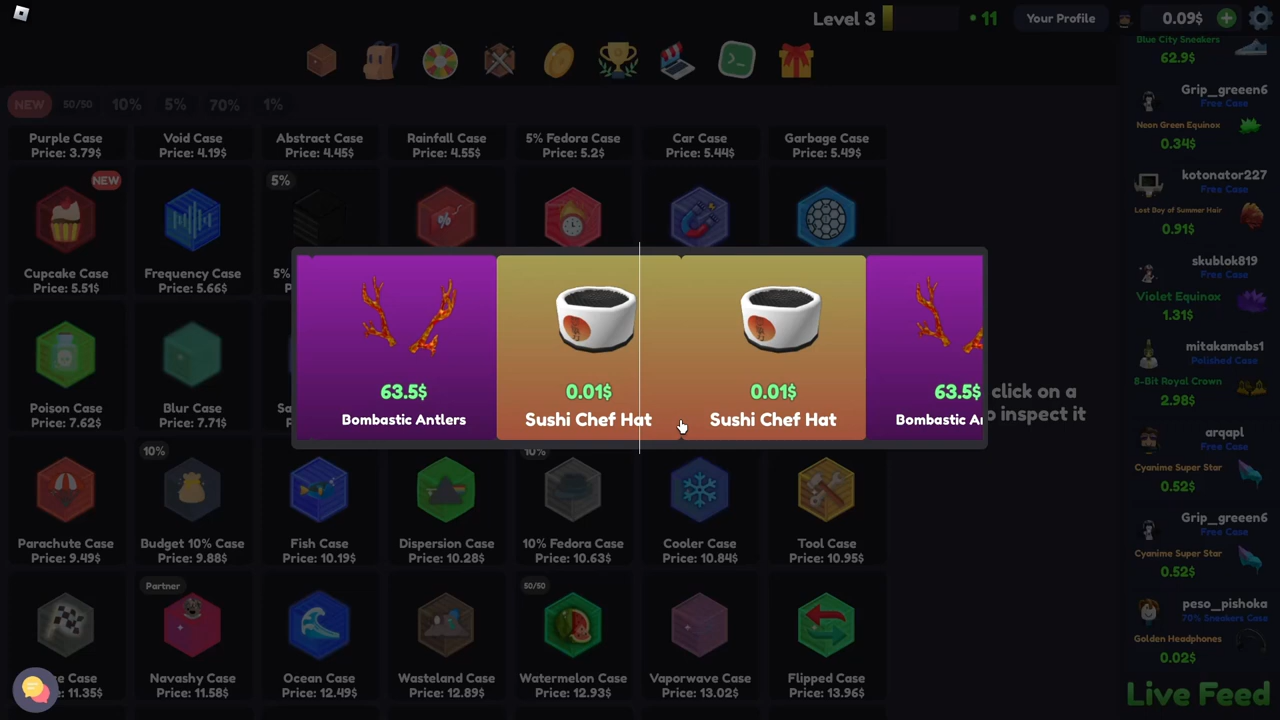 Level 3
• 11
Your Profile
0.09$
NEW
50/50
10%
5%
70%
1%
Purple Case
Price: 3.79$
Void Case
Price: 4.19$
Abstract Case
Price: 4.45$
Rainfall Case
Price: 4.55$
5% Fedora Case
Price: 5.2$
Car Case
Price: 5.44$
Garbage Case
Price: 5.49$
NEW
5%
Cupcake Case
Price: 5.51$
Frequency Case
Price: 5.66$
5%
63.5$
Bombastic Antlers
0.01$
Sushi Chef Hat
0.01$
Sushi Chef Hat
63.5$
Bombastic An
click on a
o inspect it
Poison Case
Price: 7.62$
Blur Case
Price: 7.71$
10%
10%
Parachute Case
Price: 9.49$
Budget 10% Case
Price: 9.88$
Fish Case
Price: 10.19$
Dispersion Case
Price: 10.28$
10% Fedora Case
Price: 10.63$
Cooler Case
Price: 10.84$
Tool Case
Price: 10.95$
Partner
50/50
11.35$
Navashy Case
Price: 11.58$
Ocean Case
Price: 12.49$
Wasteland Case
Price: 12.89$
Watermelon Case
Price: 12.93$
Vaporwave Case
Price: 13.02$
Flipped Case
Price: 13.96$
Blue City Sneakers
62.9$
Grip_greeen6
Free Case
Neon Green Equinox
0.34$
kotonator227
Free Case
Lost Boy of Summer Hair
0.91$
skublok819
Free Case
Violet Equinox
1.31$
mitakamabs1
Polished Case
8-Bit Royal Crown
2.98$
arqapl
Free Case
Cyanime Super Star
0.52$
Grip_greeen6
Free Case
Cyanime Super Star
0.52$
peso_pishoka
70% Sneakers Case
Golden Headphones
0.02$
Live Feed